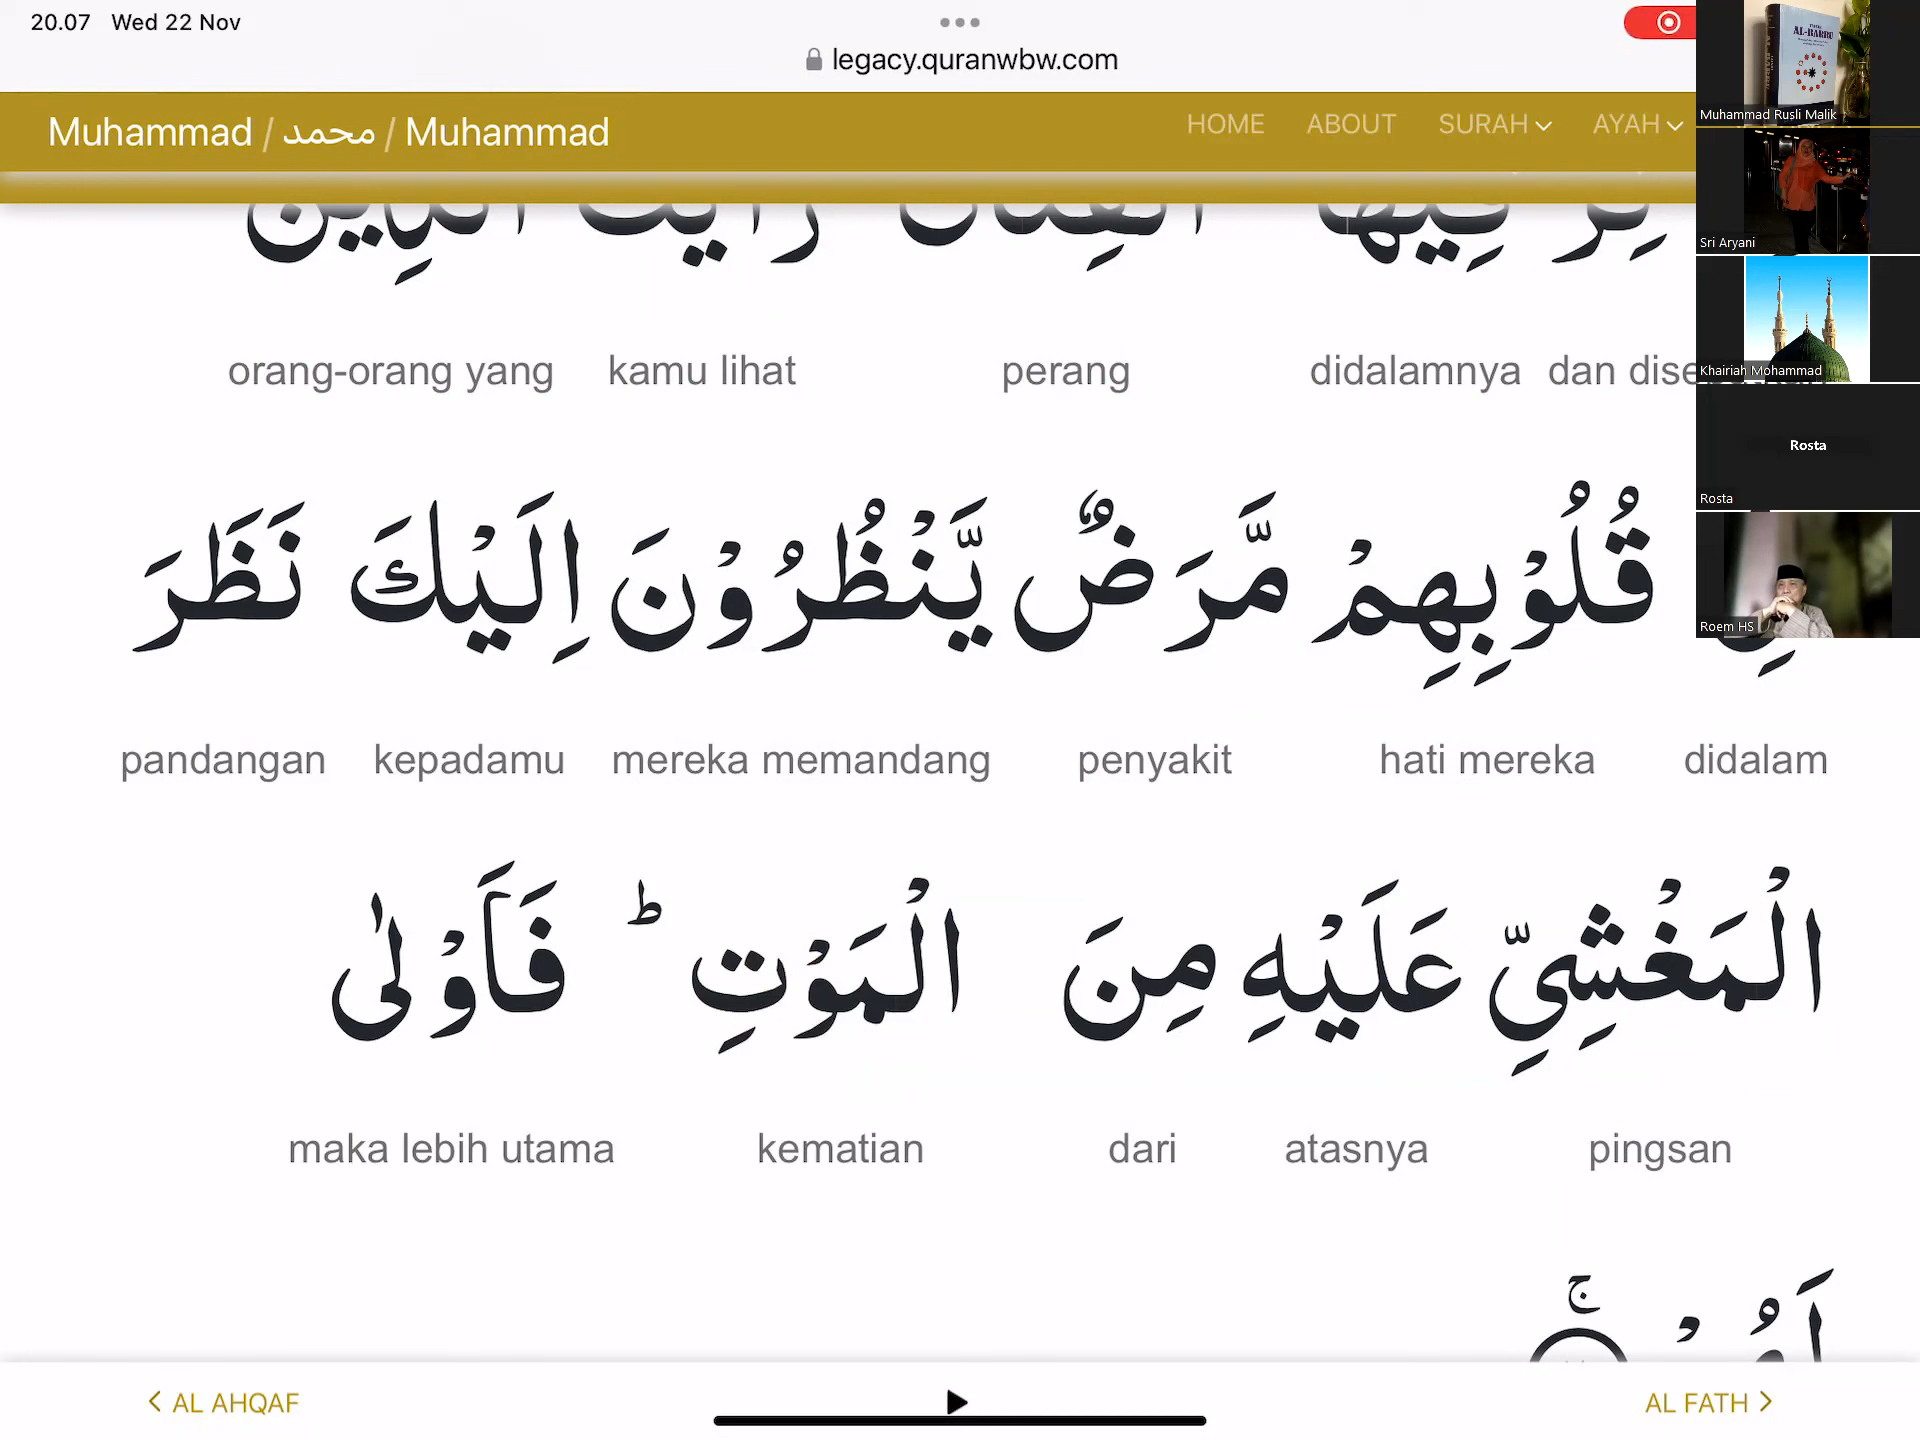 20.07 Wed 22 Nov
legacy.quranwbw.com
Muhammad / محمد / Muhammad
HOME ABOUT SURAH AYAH
orang-orang yang kamu lihat perang didalamnya dan
قُلُوْبِهِمْ مَّرَضٌ يَّنْظُرُوْنَ اِلَيْكَ نَظَرَ
pandangan kepadamu mereka memandang penyakit hati mereka didalam
الْمَغْشِيِّ عَلَيْهِ مِنَ الْمَوْتِ ؕ فَاَوْلٰى
maka lebih utama kematian dari atasnya pingsan
AL AHQAF AL FATH
AL-BARRU
Muhammad Rusli Malik
Sri Aryani
Khairiah Mohammad
Rosta
Rosta
Roem HS